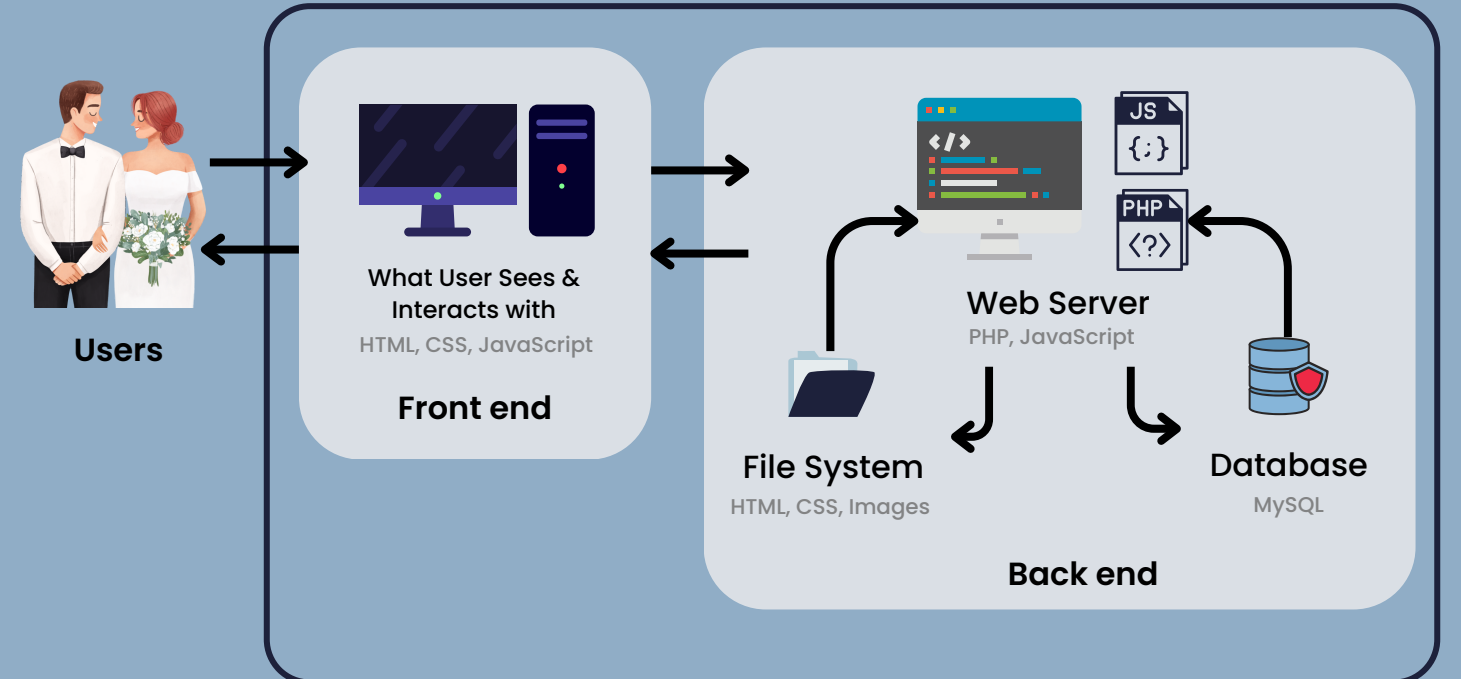 Users
What User Sees &
Interacts with
HTML, CSS, JavaScript
Front end
</>
JS
{;}
PHP
<?>
Web Server
PHP, JavaScript
File System
HTML, CSS, Images
Database
MySQL
Back end